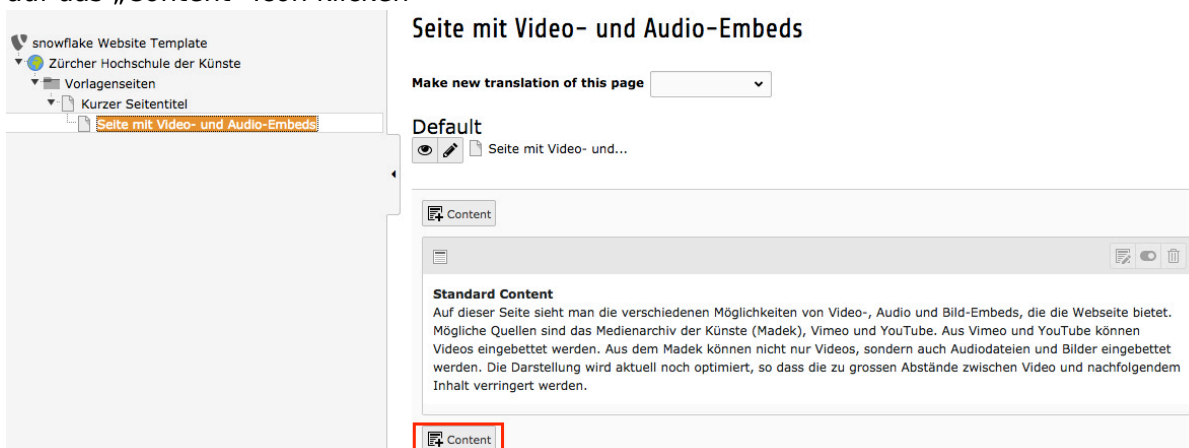 auf das „Content“-Icon klicken
snowflake Website Template
Zürcher Hochschule der Künste
Vorlagenseiten
Kurzer Seitentitel
Seite mit Video- und Audio-Embeds
Seite mit Video- und Audio-Embeds
Make new translation of this page
Default
Seite mit Video- und...
Content
Standard Content
Auf dieser Seite sieht man die verschiedenen Möglichkeiten von Video-, Audio und Bild-Embeds, die die Webseite bietet.
Mögliche Quellen sind das Medienarchiv der Künste (Madek), Vimeo und YouTube. Aus Vimeo und YouTube können
Videos eingebettet werden. Aus dem Madek können nicht nur Videos, sondern auch Audiodateien und Bilder eingebettet
werden. Die Darstellung wird aktuell noch optimiert, so dass die zu grossen Abstände zwischen Video und nachfolgendem
Inhalt verringert werden.
Content